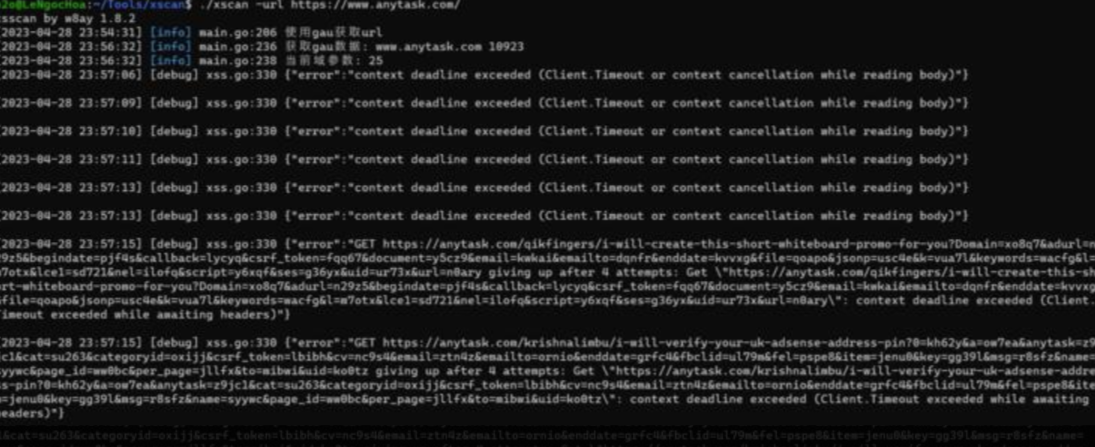 2o@LeNgocHoa:~/Tools/xscan$ ./xscan -url https://www.anytask.com/
xsscan by w8ay 1.8.2
[2023-04-28 23:54:31] [info] main.go:206 使用gau获取url
[2023-04-28 23:56:32] [info] main.go:236 获取gau数据: www.anytask.com 10923
[2023-04-28 23:56:32] [info] main.go:238 当前域参数: 25
[2023-04-28 23:57:06] [debug] xss.go:330 {"error":"context deadline exceeded (Client.Timeout or context cancellation while reading body)"}
[2023-04-28 23:57:09] [debug] xss.go:330 {"error":"context deadline exceeded (Client.Timeout or context cancellation while reading body)"}
[2023-04-28 23:57:10] [debug] xss.go:330 {"error":"context deadline exceeded (Client.Timeout or context cancellation while reading body)"}
[2023-04-28 23:57:11] [debug] xss.go:330 {"error":"context deadline exceeded (Client.Timeout or context cancellation while reading body)"}
[2023-04-28 23:57:13] [debug] xss.go:330 {"error":"context deadline exceeded (Client.Timeout or context cancellation while reading body)"}
[2023-04-28 23:57:13] [debug] xss.go:330 {"error":"context deadline exceeded (Client.Timeout or context cancellation while reading body)"}
[2023-04-28 23:57:15] [debug] xss.go:330 {"error":"GET https://anytask.com/qikfingers/i-will-create-this-short-whiteboard-promo-for-you?Domain=xo8q7&adurl=n
29z5&begindate=pjf4s&callback=lycyq&csrf_token=fqq67&document=y5cz9&email=kwkai&emailto=dqnfr&enddate=kvvxg&file=qoapo&jsonp=usc4e&k=vua7l&keywords=wacfg&l=
m7otx&lce1=sd721&nel=ilofq&script=y6xqf&ses=g36yx&uid=ur73x&url=n0ary giving up after 4 attempts: Get \"https://anytask.com/qikfingers/i-will-create-this-sh
ort-whiteboard-promo-for-you?Domain=xo8q7&adurl=n29z5&begindate=pjf4s&callback=lycyq&csrf_token=fqq67&document=y5cz9&email=kwkai&emailto=dqnfr&enddate=kvvxg
&file=qoapo&jsonp=usc4e&k=vua7l&keywords=wacfg&l=m7otx&lce1=sd721&nel=ilofq&script=y6xqf&ses=g36yx&uid=ur73x&url=n0ary\": context deadline exceeded (Client.
Timeout exceeded while awaiting headers)"}
[2023-04-28 23:57:15] [debug] xss.go:330 {"error":"GET https://anytask.com/krishnalimbu/i-will-verify-your-uk-adsense-address-pin?0=kh62y&a=ow7ea&anytask=z9
jc1&cat=su263&categoryid=oxijj&csrf_token=lbibh&cv=nc9s4&email=ztn4z&emailto=ornio&enddate=grfc4&fbclid=ul79m&fel=pspe8&item=jenu0&key=gg39l&msg=r8sfz&name=
syywc&page_id=ww0bc&per_page=jllfx&to=mibwi&uid=ko0tz giving up after 4 attempts: Get \"https://anytask.com/krishnalimbu/i-will-verify-your-uk-adsense-addre
ss-pin?0=kh62y&a=ow7ea&anytask=z9jc1&cat=su263&categoryid=oxijj&csrf_token=lbibh&cv=nc9s4&email=ztn4z&emailto=ornio&enddate=grfc4&fbclid=ul79m&fel=pspe8&ite
m=jenu0&key=gg39l&msg=r8sfz&name=syywc&page_id=ww0bc&per_page=jllfx&to=mibwi&uid=ko0tz\": context deadline exceeded (Client.Timeout exceeded while awaiting
headers)"}
jc1&cat=su263&categoryid=oxijj&csrf_token=lbibh&cv=nc9s4&email=ztn4z&emailto=ornio&enddate=grfc4&fbclid=ul79m&fel=pspe8&item=jenu0&key=gg39l&msg=r8sfz&name=